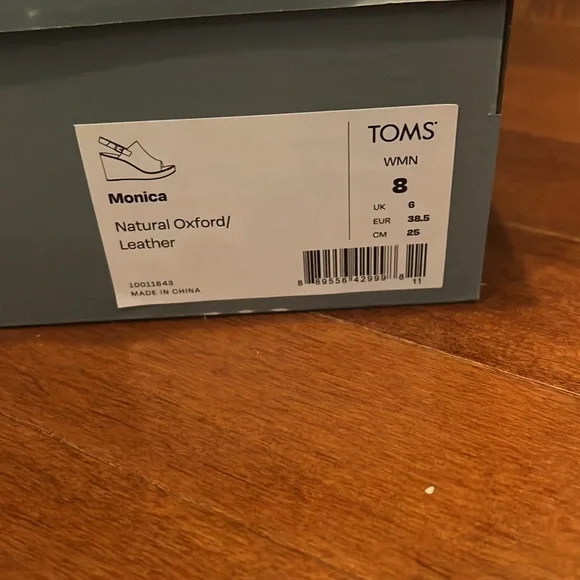 Monica
Natural Oxford/
Leather
10011843
MADE IN CHINA
TOMS
WMN
8
UK 6
EUR 38.5
CM 25
8 89556 42999 8 11